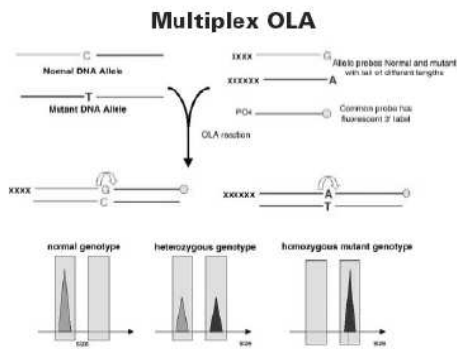 Multiplex OLA
C
Normal DNA Allele
T
Mutant DNA Allele
xxxx
G
xxxxxx
A
Allele probes Normal and mutant
with tail of different lengths
PO4
Common probe has
fluorescent 3' label
OLA reaction
xxxx
G
C
xxxxxx
A
T
normal genotype
heterozygous genotype
homozygous mutant genotype
size
size
size